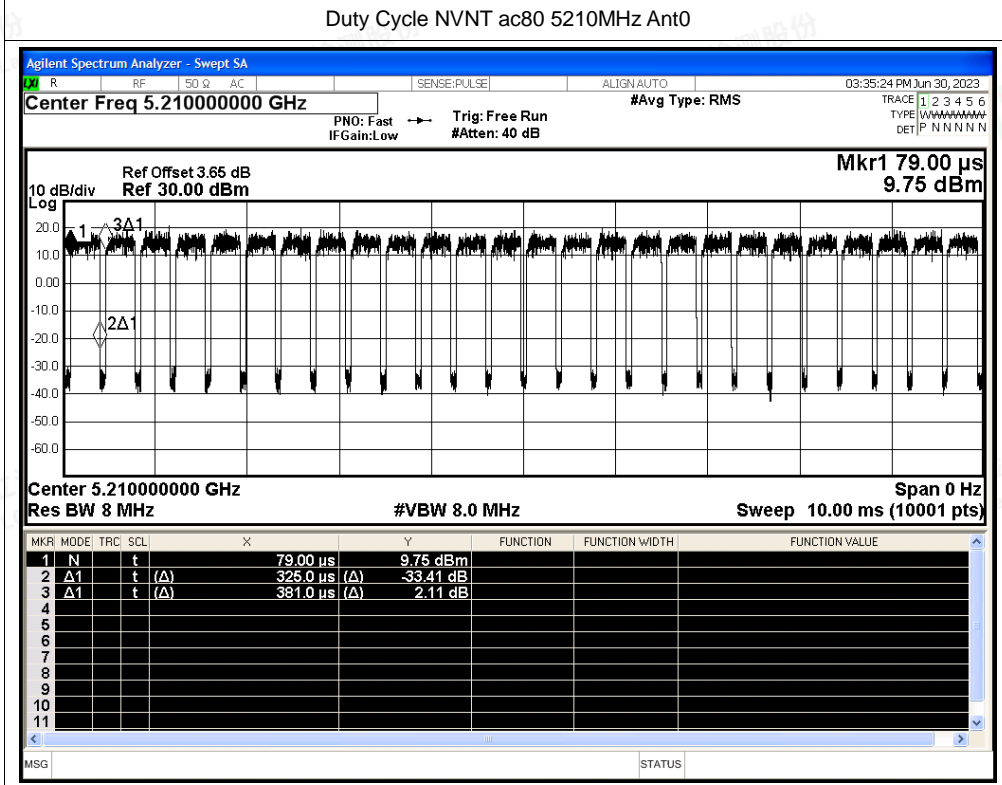 Duty Cycle NVNT ac80 5210MHz Ant0
Agilent Spectrum Analyzer - Swept SA
LXI R RF 50 Ω AC SENSE:PULSE ALIGN AUTO 03:35:24 PM Jun 30, 2023
Center Freq 5.210000000 GHz #Avg Type: RMS TRACE 1 2 3 4 5 6
PNO: Fast Trig: Free Run TYPE
IFGain:Low #Atten: 40 dB DET P N N N N N
Mkr1 79.00 µs
Ref Offset 3.65 dB
10 dB/div Ref 30.00 dBm 9.75 dBm
Log
20.0
1 3Δ1
10.0
0.00
-10.0
2Δ1
-20.0
-30.0
-40.0
-50.0
-60.0
Center 5.210000000 GHz Span 0 Hz
Res BW 8 MHz #VBW 8.0 MHz Sweep 10.00 ms (10001 pts)
MKR MODE TRC SCL X Y FUNCTION FUNCTION WIDTH FUNCTION VALUE
1 N t 79.00 µs 9.75 dBm
2 Δ1 t (Δ) 325.0 µs (Δ) -33.41 dB
3 Δ1 t (Δ) 381.0 µs (Δ) 2.11 dB
4
5
6
7
8
9
10
11
MSG STATUS